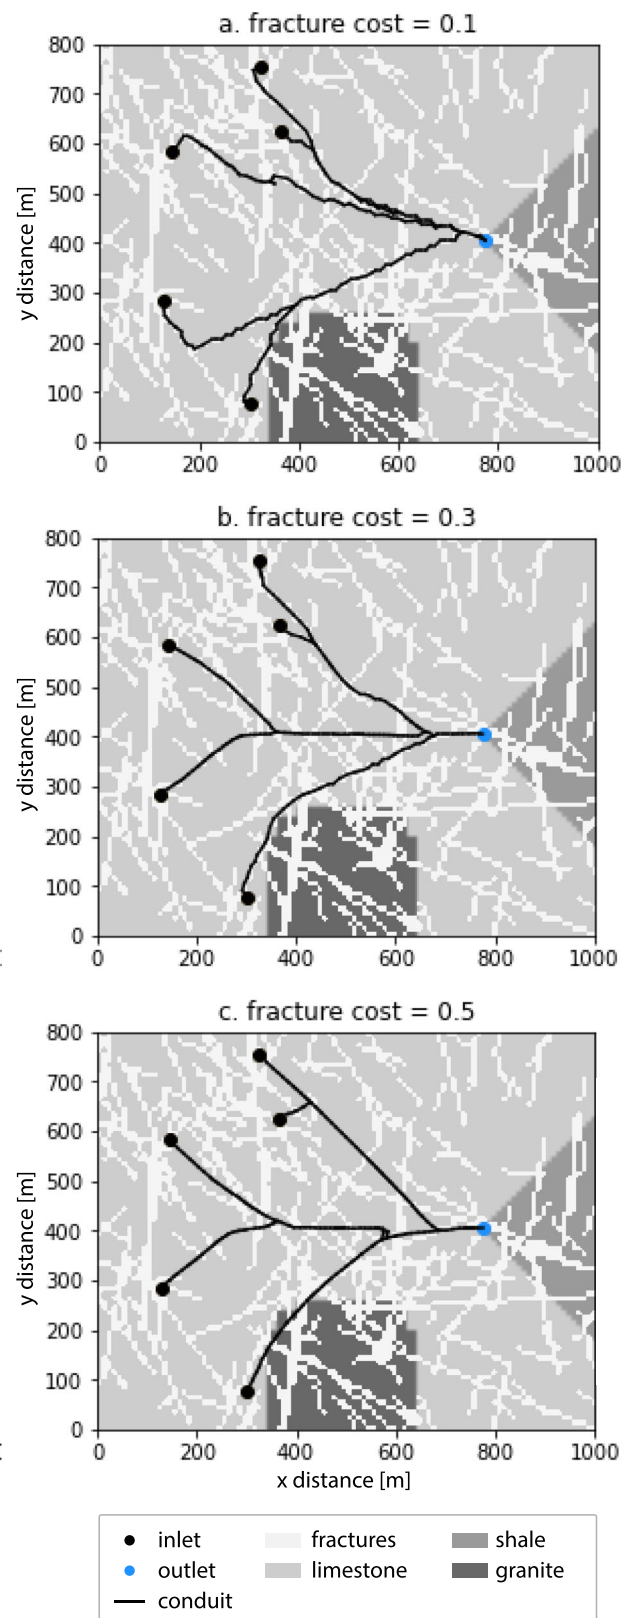 a. fracture cost = 0.1
800
700
600
500
400
300
200
100
0
y distance [m]
0 200 400 600 800 1000
b. fracture cost = 0.3
800
700
600
500
400
300
200
100
0
y distance [m]
0 200 400 600 800 1000
c. fracture cost = 0.5
800
700
600
500
400
300
200
100
0
y distance [m]
0 200 400 600 800 1000
x distance [m]
inlet fractures shale
outlet limestone granite
conduit